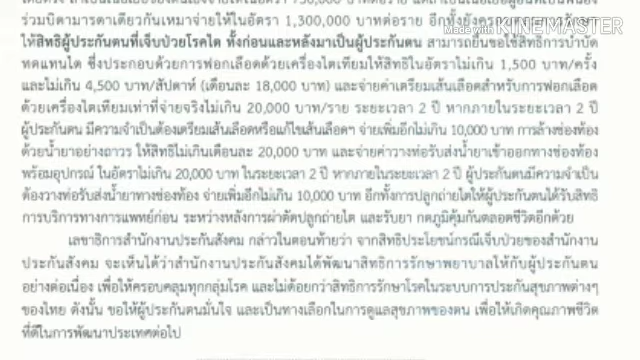 ร่วมบิดามารดาเดียวกันเหมาจ่ายให้ในอัตรา 1,300,000 บาทต่อราย อีกทั้งยังคร
Made with KINEMASTER
ให้สิทธิผู้ประกันตนที่เจ็บป่วยโรคไต ทั้งก่อนและหลังมาเป็นผู้ประกันตน สามารถยื่นขอใช้สิทธิการบำบัด
ทดแทนไต ซึ่งประกอบด้วยการฟอกเลือดด้วยเครื่องไตเทียมให้สิทธิในอัตราไม่เกิน 1,500 บาท/ครั้ง
และไม่เกิน 4,500 บาท/สัปดาห์ (เดือนละ 18,000 บาท) และจ่ายค่าเตรียมเส้นเลือดสำหรับการฟอกเลือด
ด้วยเครื่องไตเทียมเท่าที่จ่ายจริงไม่เกิน 20,000 บาท/ราย ระยะเวลา 2 ปี หากภายในระยะเวลา 2 ปี
ผู้ประกันตน มีความจำเป็นต้องเตรียมเส้นเลือดหรือแก้ไขเส้นเลือดฯ จ่ายเพิ่มอีกไม่เกิน 10,000 บาท การล้างช่องท้อง
ด้วยน้ำยาอย่างถาวร ให้สิทธิไม่เกินเดือนละ 20,000 บาท และจ่ายค่าวางท่อรับส่งน้ำยาเข้าออกทางช่องท้อง
พร้อมอุปกรณ์ ในอัตราไม่เกิน 20,000 บาท ในระยะเวลา 2 ปี หากภายในระยะเวลา 2 ปี ผู้ประกันตนมีความจำเป็น
ต้องวางท่อรับส่งน้ำยาทางช่องท้อง จ่ายเพิ่มอีกไม่เกิน 10,000 บาท อีกทั้งการปลูกถ่ายไตให้ผู้ประกันตนได้รับสิทธิ
การบริการทางการแพทย์ก่อน ระหว่างหลังการผ่าตัดปลูกถ่ายไต และรับยา กดภูมิคุ้มกันตลอดชีวิตอีกด้วย
เลขาธิการสำนักงานประกันสังคม กล่าวในตอนท้ายว่า จากสิทธิประโยชน์กรณีเจ็บป่วยของสำนักงาน
ประกันสังคม จะเห็นได้ว่าสำนักงานประกันสังคมได้พัฒนาสิทธิการรักษาพยาบาลให้กับผู้ประกันตน
อย่างต่อเนื่อง เพื่อให้ครอบคลุมทุกกลุ่มโรค และไม่ด้อยกว่าสิทธิการรักษาโรคในระบบการประกันสุขภาพต่างๆ
ของไทย ดังนั้น ขอให้ผู้ประกันตนมั่นใจ และเป็นทางเลือกในการดูแลสุขภาพของตน เพื่อให้เกิดคุณภาพชีวิต
ที่ดีในการพัฒนาประเทศต่อไป